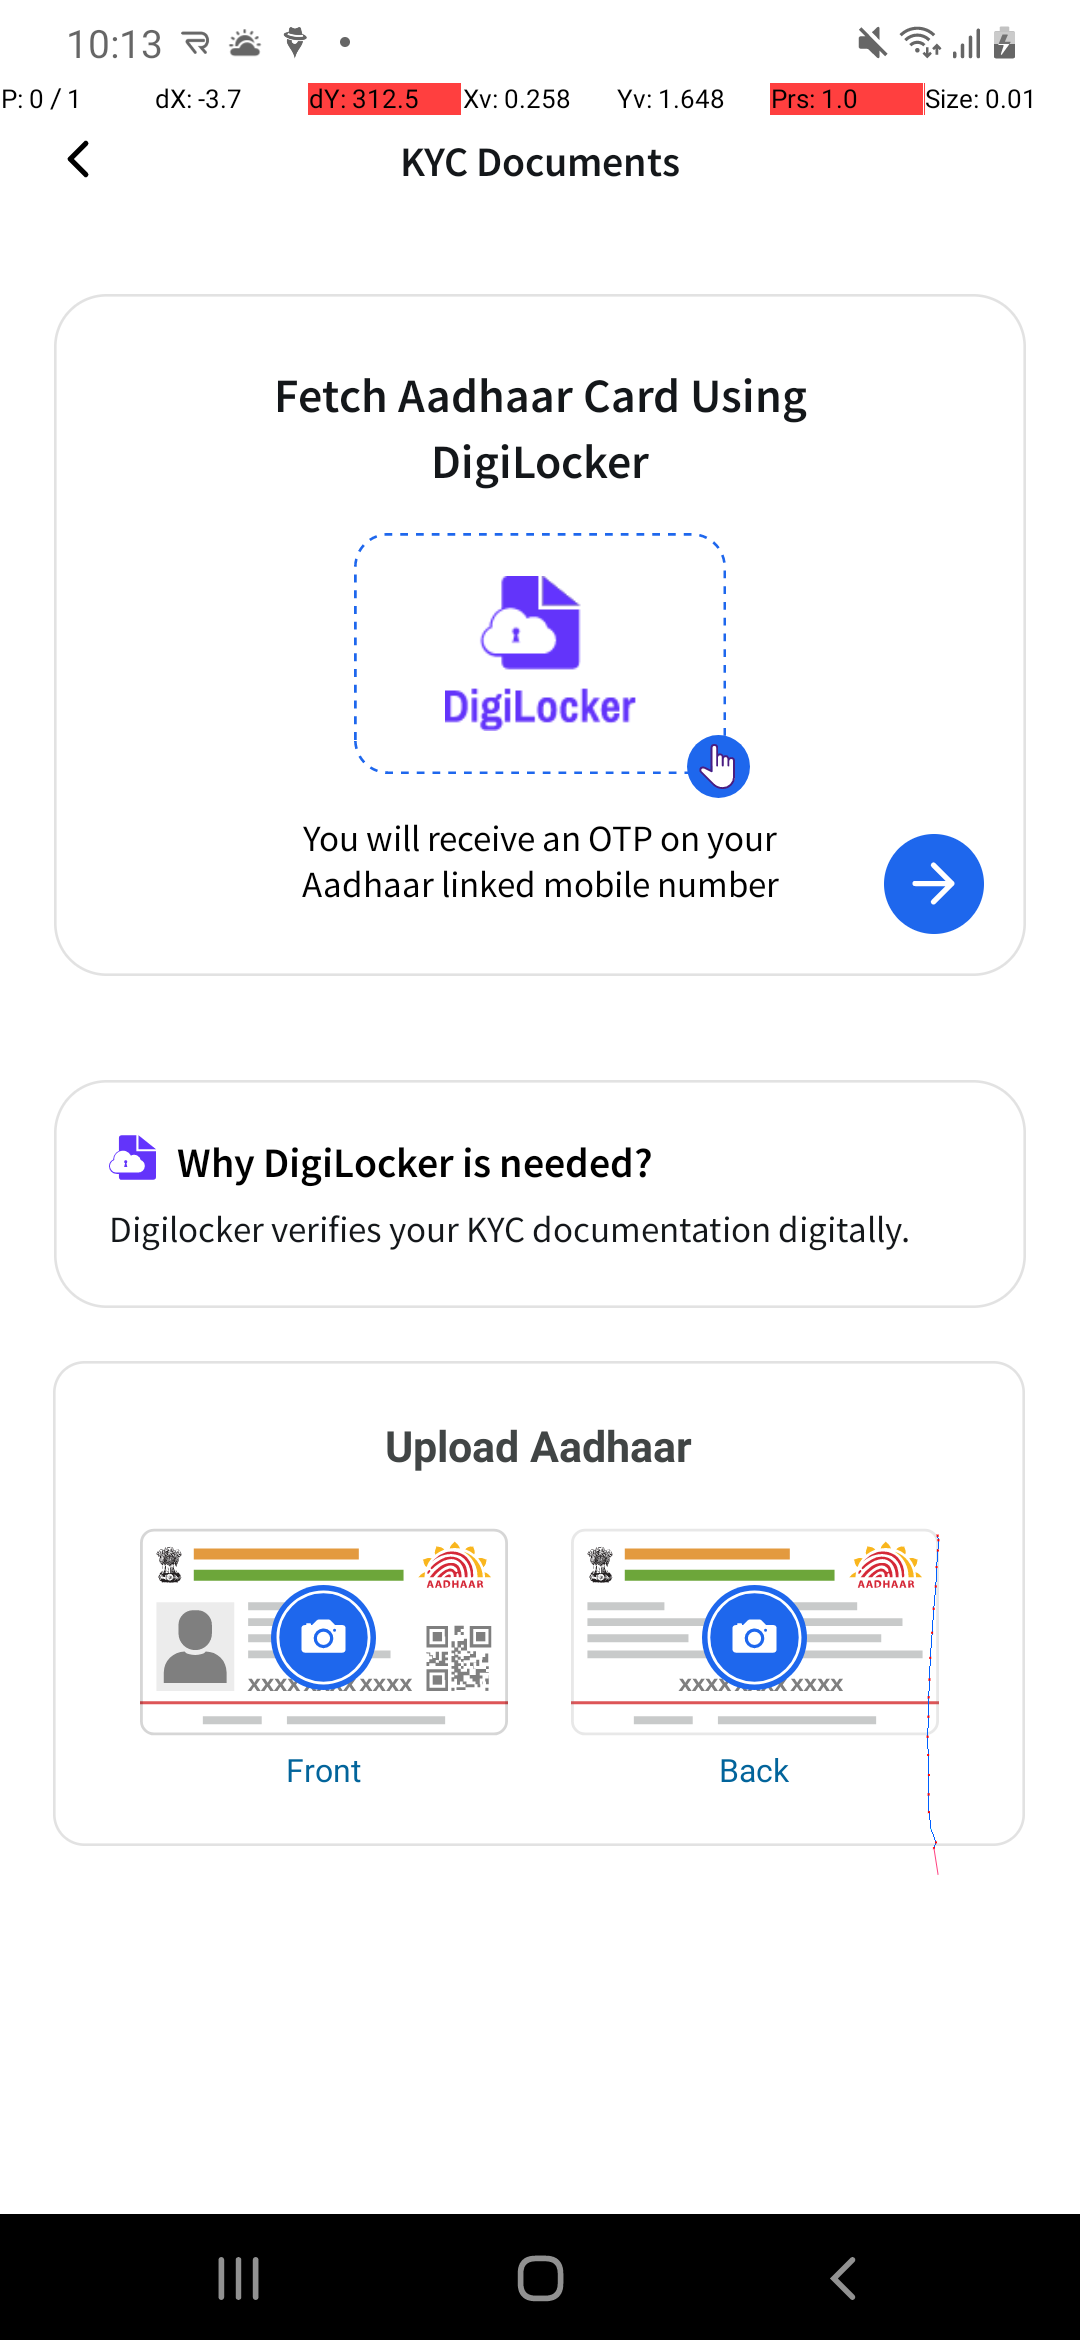 10:13
P: 0 / 1 dX: -3.7 dY: 312.5 Xv: 0.258 Yv: 1.648 Prs: 1.0 Size: 0.01
KYC Documents
Fetch Aadhaar Card Using
DigiLocker
DigiLocker
You will receive an OTP on your
Aadhaar linked mobile number
Why DigiLocker is needed?
Digilocker verifies your KYC documentation digitally.
Upload Aadhaar
AADHAAR AADHAAR
XXXX XXXX XXXX XXXX XXXX XXXX
Front Back